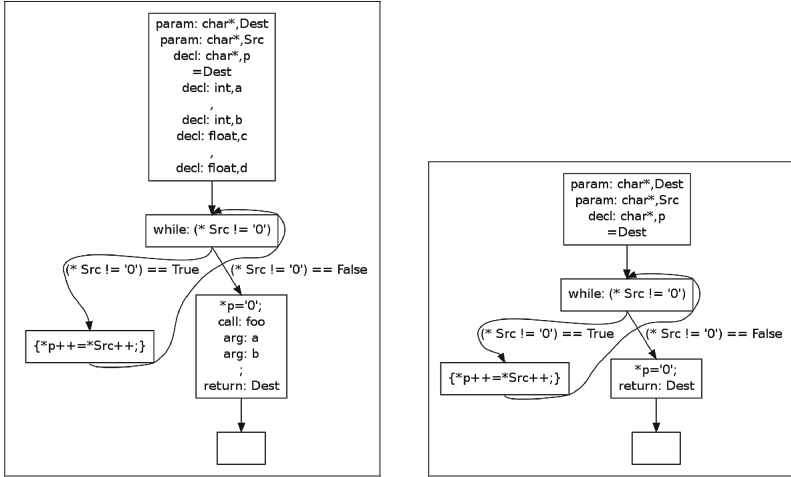 param: char*,Dest
param: char*,Src
decl: char*,p
=Dest
decl: int,a
,
decl: int,b
decl: float,c
,
decl: float,d
while: (* Src != '0')
(* Src != '0') == True
(* Src != '0') == False
{*p++=*Src++;}
*p='0';
call: foo
arg: a
arg: b
;
return: Dest
param: char*,Dest
param: char*,Src
decl: char*,p
=Dest
while: (* Src != '0')
(* Src != '0') == True
(* Src != '0') == False
{*p++=*Src++;}
*p='0';
return: Dest